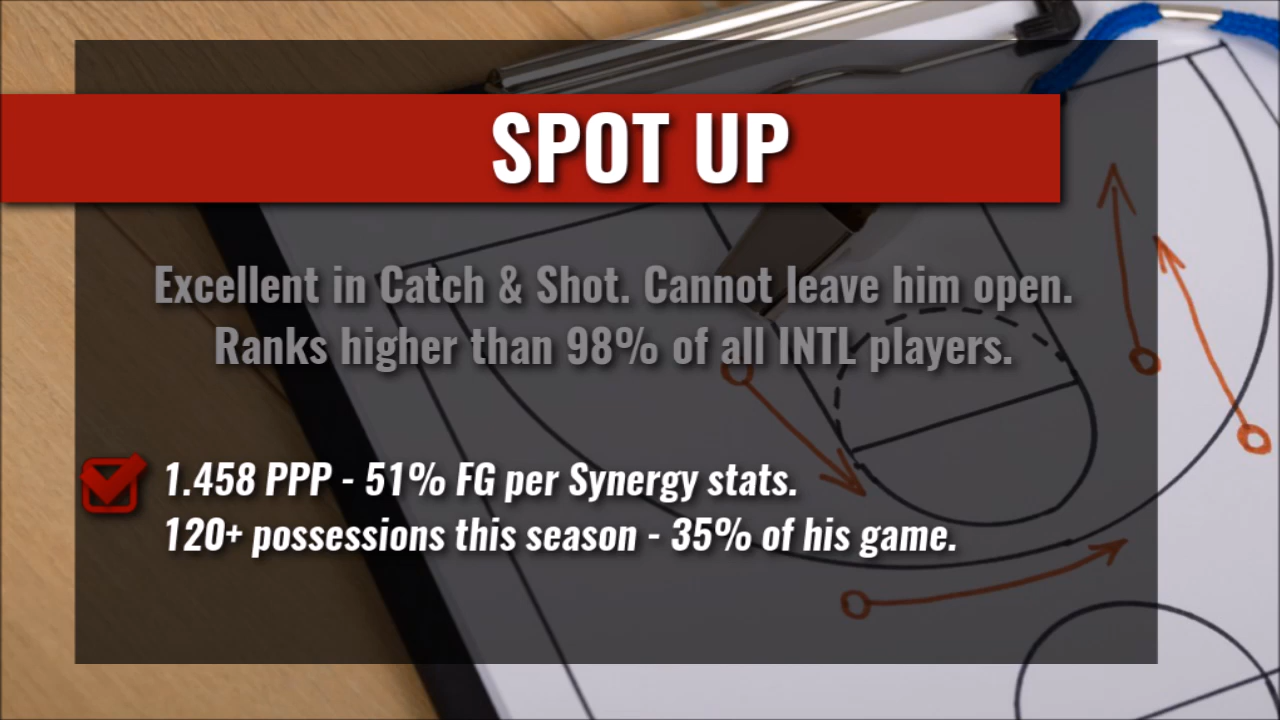 SPOT UP
Excellent in Catch & Shot. Cannot leave him open.
Ranks higher than 98% of all INTL players.
1.458 PPP - 51% FG per Synergy stats.
120+ possessions this season - 35% of his game.